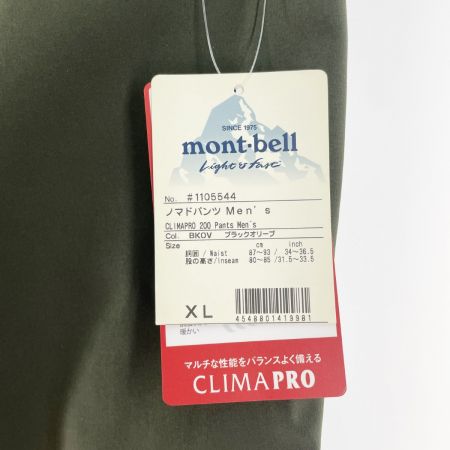 SINCE 1975
mont-bell
Light & Fast
No. #1105544
ノマドパンツ Men's
CLIMAPRO 200 Pants Men's
Col. BKOV ブラックオリーブ
Size cm inch
胴囲 / Waist 87~93 / 34~36.5
股の高さ/Inseam 80~85 /31.5~33.5
XL
4548801419981
暖かい
マルチな性能をバランスよく備える
CLIMAPRO